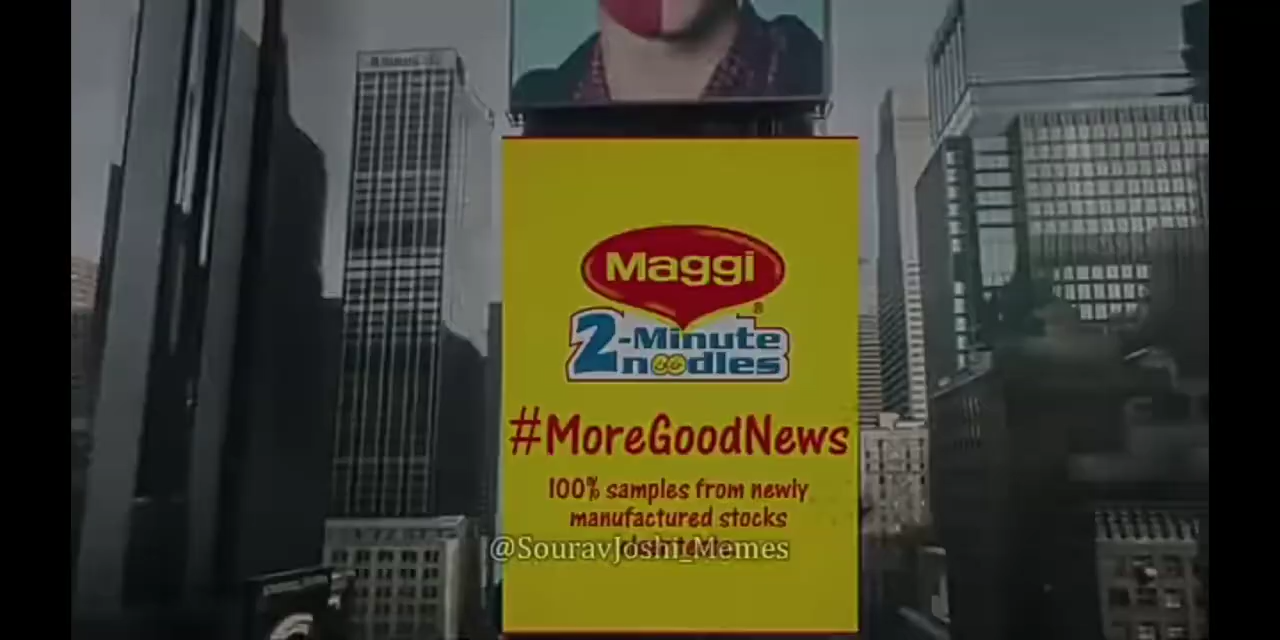 Maggi
®
2-Minute
noodles
#MoreGoodNews
100% samples from newly
manufactured stocks
@SouravJoshi_Memes